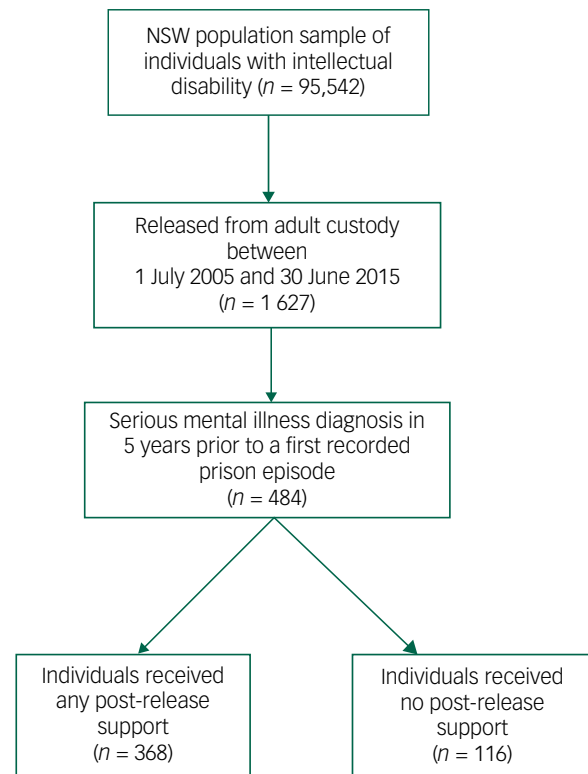 NSW population sample of
individuals with intellectual
disability (n = 95,542)
Released from adult custody
between
1 July 2005 and 30 June 2015
(n = 1 627)
Serious mental illness diagnosis in
5 years prior to a first recorded
prison episode
(n = 484)
Individuals received
any post-release
support
(n = 368)
Individuals received
no post-release
support
(n = 116)